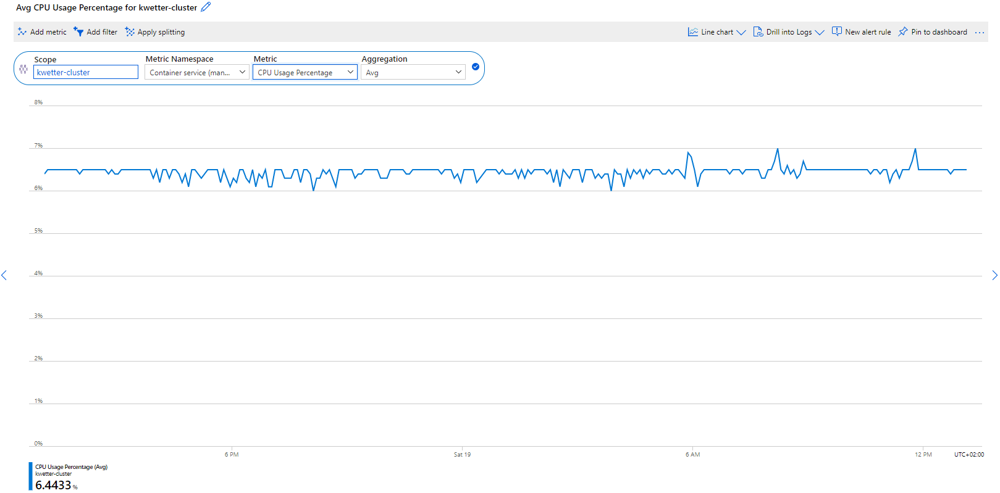 Avg CPU Usage Percentage for kwetter-cluster
Add metric Add filter Apply splitting Line chart Drill into Logs New alert rule Pin to dashboard ...
Scope Metric Namespace Metric Aggregation
kwetter-cluster Container service (man... CPU Usage Percentage Avg
8%
7%
6%
5%
4%
3%
2%
1%
0%
6 PM Sat 19 6 AM 12 PM UTC+02:00
CPU Usage Percentage (Avg)
kwetter-cluster
6.4433 %